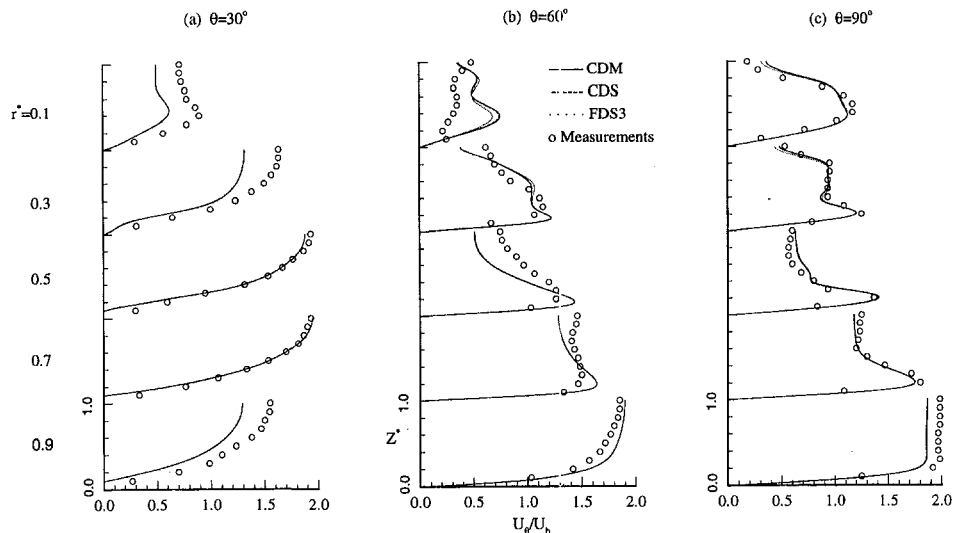 (a) θ=30°
(b) θ=60°
(c) θ=90°
CDM
CDS
FDS3
Measurements
r*=0.1
0.3
0.5
0.7
0.9
1.0
0.0
Z*
1.0
0.0
1.0
0.0
0.0 0.5 1.0 1.5 2.0
0.0 0.5 1.0 1.5 2.0
0.0 0.5 1.0 1.5 2.0
U_θ/U_b